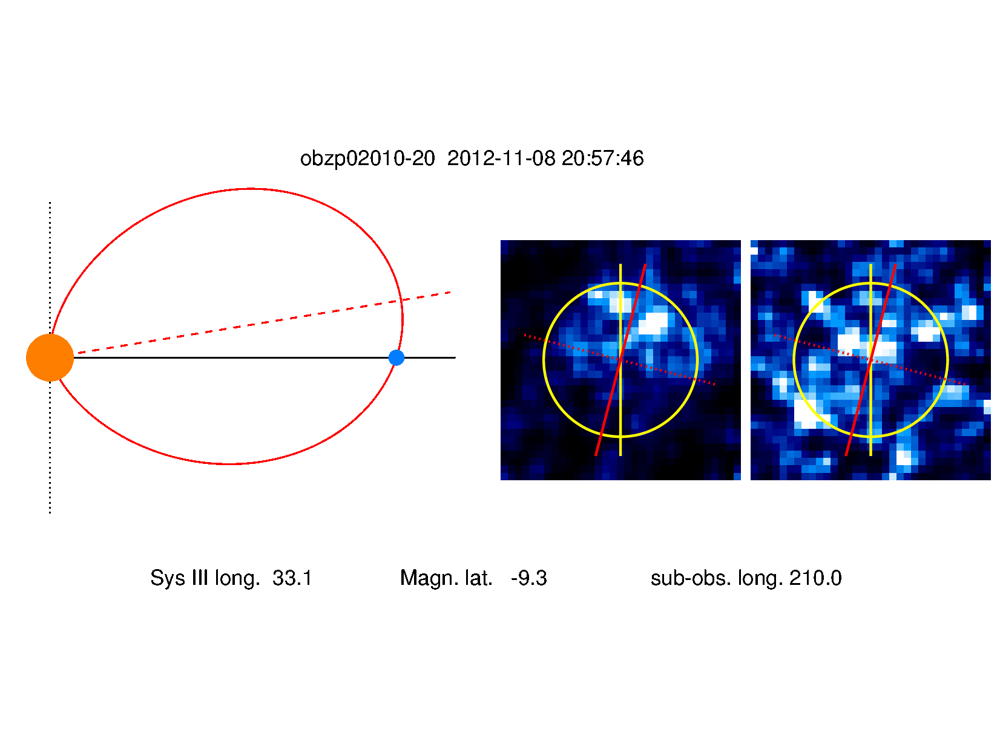 obzp02010-20 2012-11-08 20:57:46
Sys III long. 33.1 Magn. lat. -9.3 sub-obs. long. 210.0